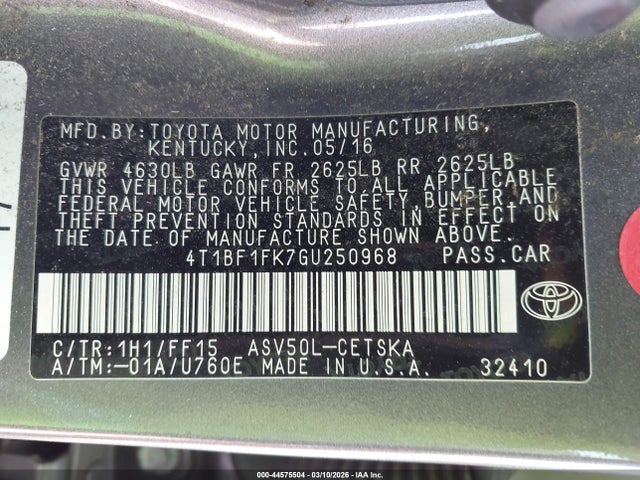 MFD.BY:TOYOTA MOTOR MANUFACTURING,
KENTUCKY,INC.05/16
GVWR 4630LB GAWR FR 2625LB RR 2625LB
THIS VEHICLE CONFORMS TO ALL APPLICABLE
FEDERAL MOTOR VEHICLE SAFETY,BUMPER,AND
THEFT PREVENTION STANDARDS IN EFFECT ON
THE DATE OF MANUFACTURE SHOWN ABOVE.
4T1BF1FK7GU250968 PASS.CAR
C/TR:1H1/FF15 ASV50L-CETSKA
A/TM:-01A/U760E MADE IN U.S.A. 32410
000-44575504 | 03/10/2026 - IAA Inc.